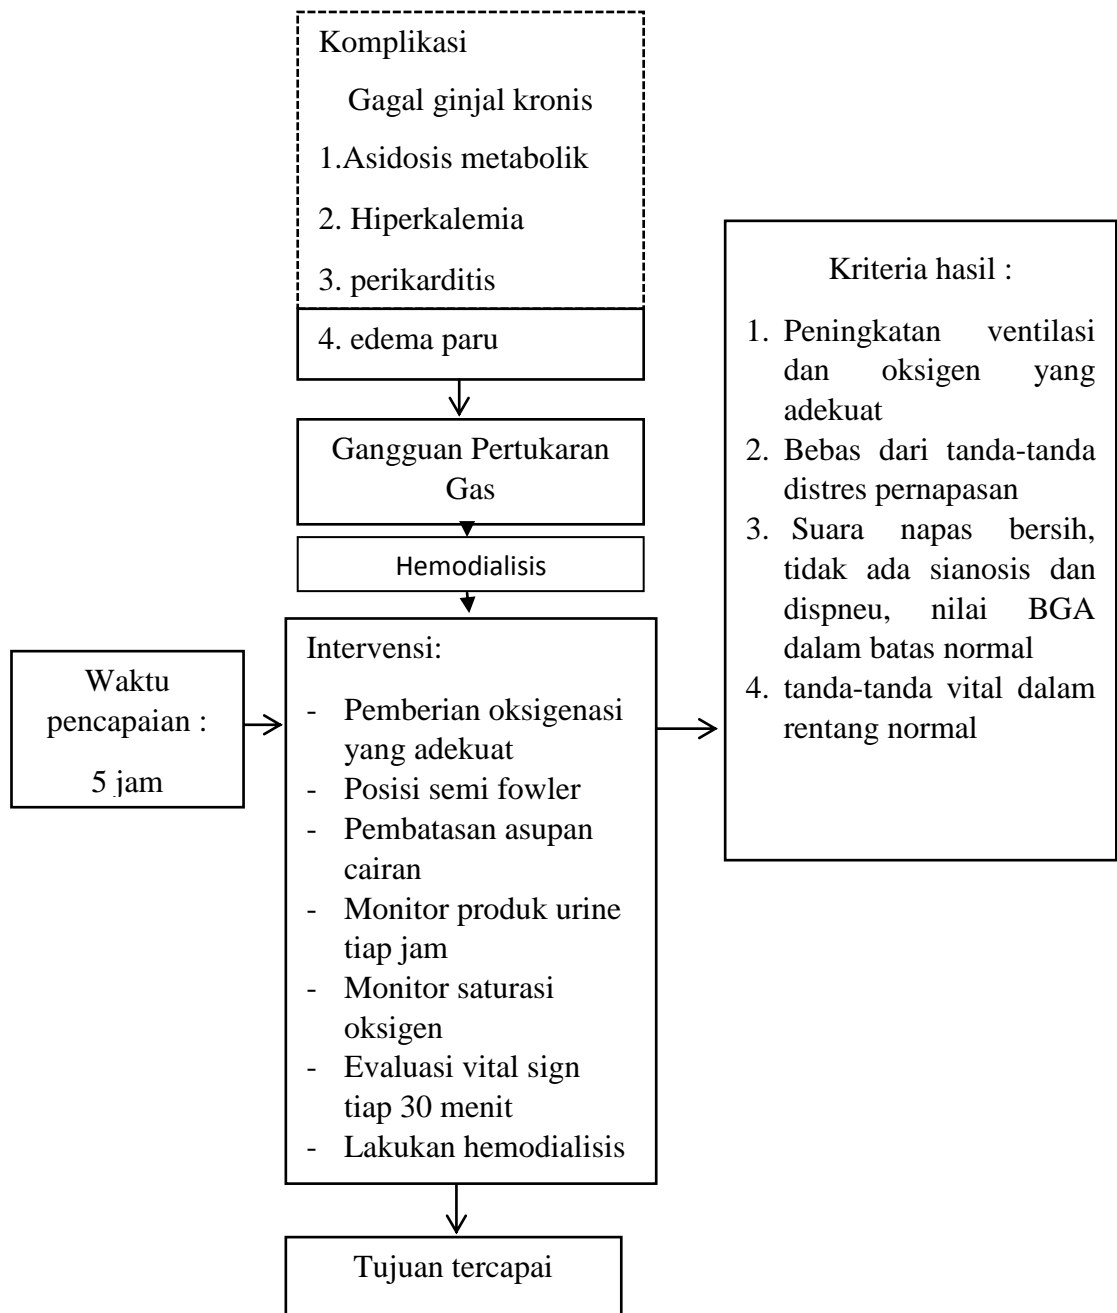 Komplikasi
Gagal ginjal kronis
1.Asidosis metabolik
2. Hiperkalemia
3. perikarditis
4. edema paru
Gangguan Pertukaran
Gas
Hemodialisis
Waktu
pencapaian :
5 jam
Intervensi:
- Pemberian oksigenasi
yang adekuat
- Posisi semi fowler
- Pembatasan asupan
cairan
- Monitor produk urine
tiap jam
- Monitor saturasi
oksigen
- Evaluasi vital sign
tiap 30 menit
- Lakukan hemodialisis
Kriteria hasil :
1. Peningkatan ventilasi
dan oksigen yang
adekuat
2. Bebas dari tanda-tanda
distres pernapasan
3. Suara napas bersih,
tidak ada sianosis dan
dispneu, nilai BGA
dalam batas normal
4. tanda-tanda vital dalam
rentang normal
Tujuan tercapai